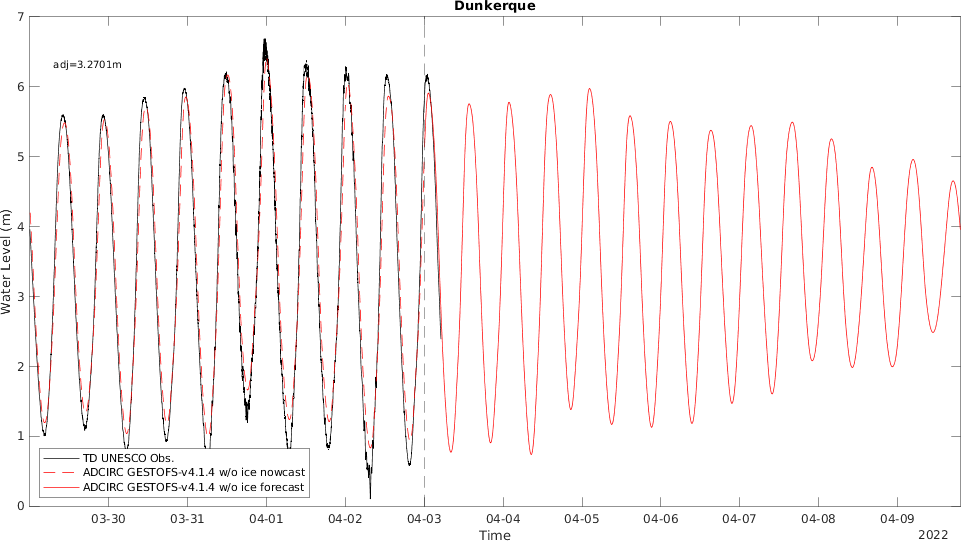 Dunkerque
7
6
5
4
3
2
1
0
Water Level (m)
adj=3.2701m
TD UNESCO Obs.
ADCIRC GESTOFS-v4.1.4 w/o ice nowcast
ADCIRC GESTOFS-v4.1.4 w/o ice forecast
03-30 03-31 04-01 04-02 04-03 04-04 04-05 04-06 04-07 04-08 04-09
Time
2022